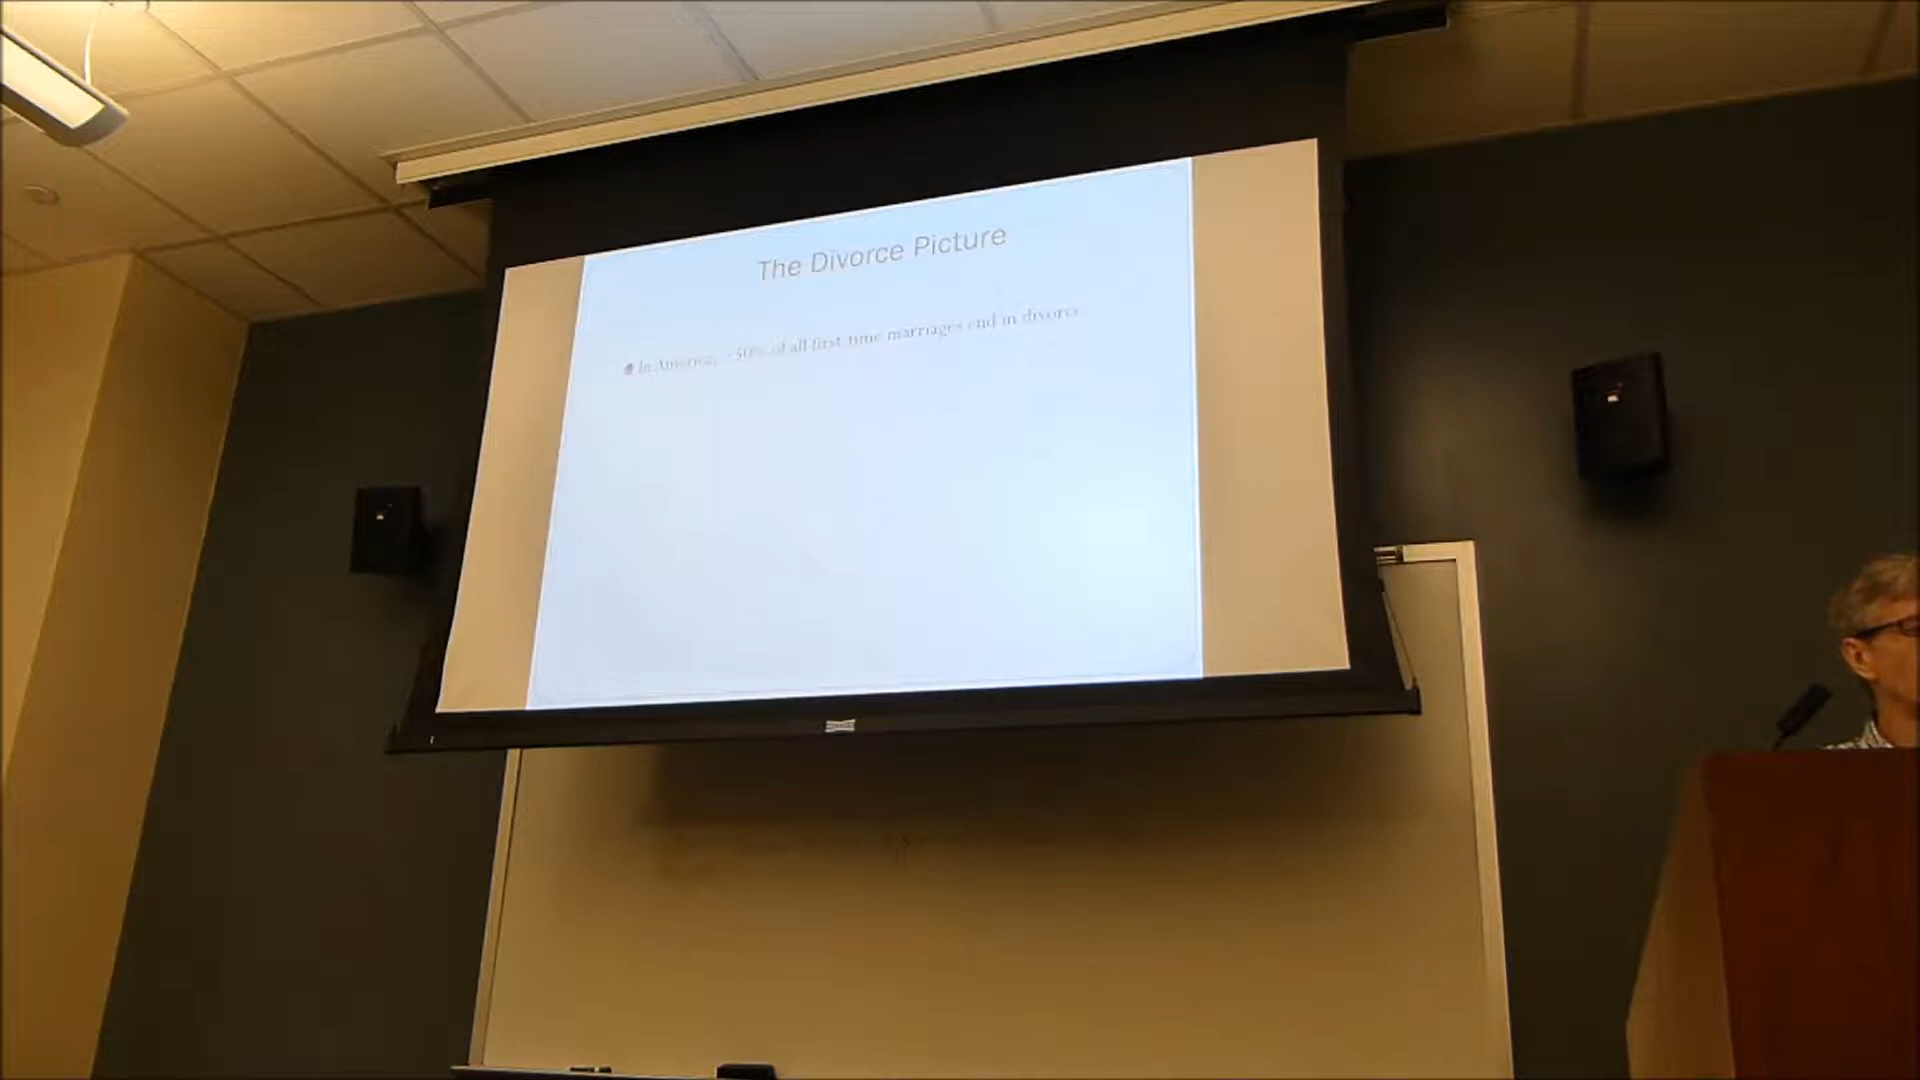 The Divorce Picture
In America, ~50% of all first time marriages end in divorce